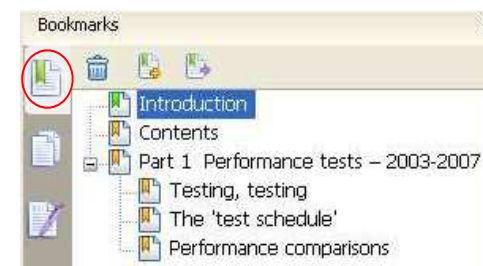 Bookmarks
Introduction
Contents
Part 1 Performance tests – 2003-2007
Testing, testing
The 'test schedule'
Performance comparisons